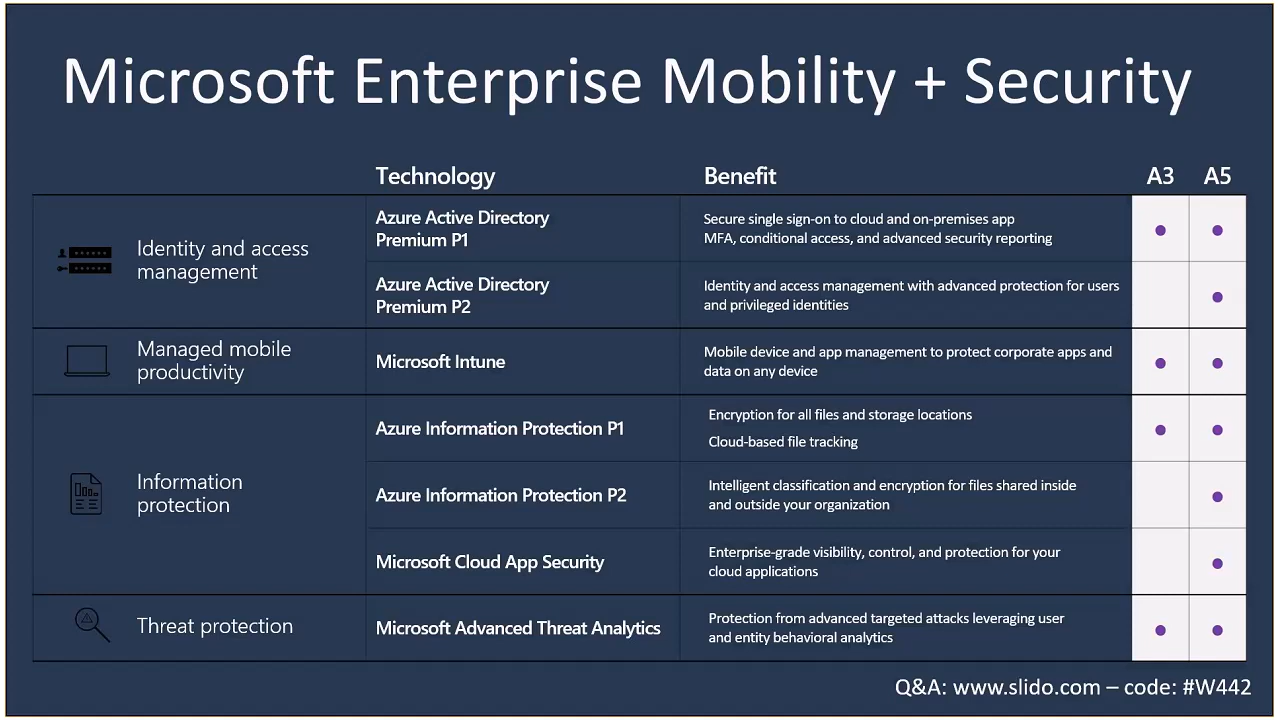 Microsoft Enterprise Mobility + Security
Technology Benefit A3 A5
Identity and access
management
Azure Active Directory
Premium P1
Secure single sign-on to cloud and on-premises app
MFA, conditional access, and advanced security reporting
Azure Active Directory
Premium P2
Identity and access management with advanced protection for users
and privileged identities
Managed mobile
productivity
Microsoft Intune
Mobile device and app management to protect corporate apps and
data on any device
Information
protection
Azure Information Protection P1
Encryption for all files and storage locations
Cloud-based file tracking
Azure Information Protection P2
Intelligent classification and encryption for files shared inside
and outside your organization
Microsoft Cloud App Security
Enterprise-grade visibility, control, and protection for your
cloud applications
Threat protection
Microsoft Advanced Threat Analytics
Protection from advanced targeted attacks leveraging user
and entity behavioral analytics
Q&A: www.slido.com – code: #W442